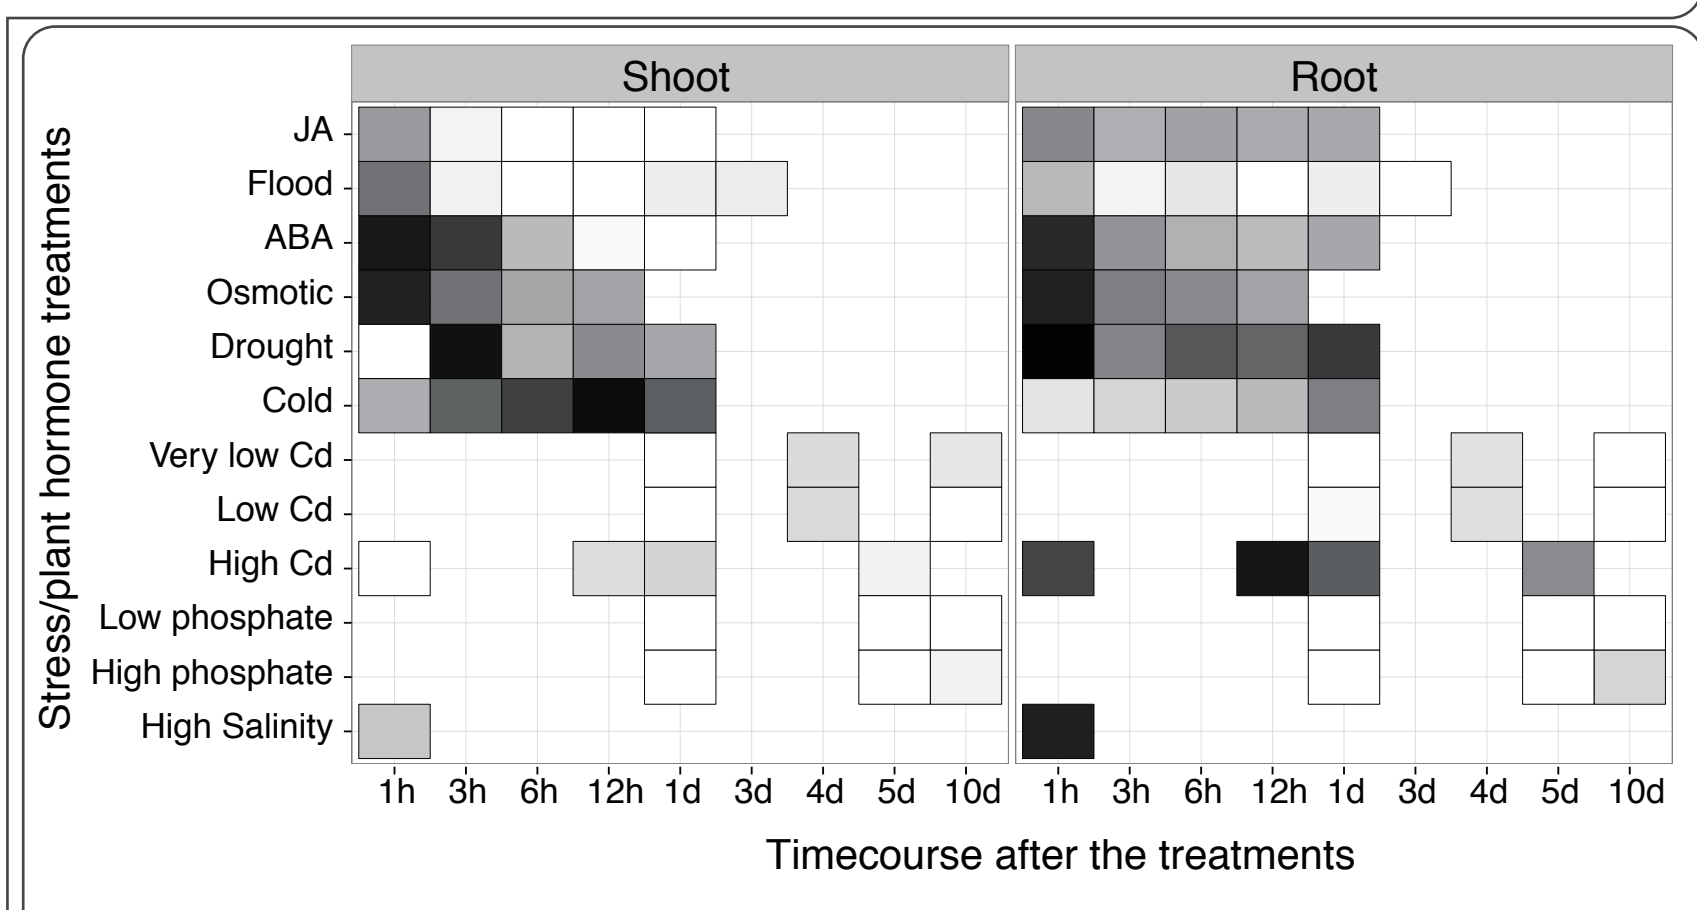 Shoot Root
Stress/plant hormone treatments
JA
Flood
ABA
Osmotic
Drought
Cold
Very low Cd
Low Cd
High Cd
Low phosphate
High phosphate
High Salinity
1h 3h 6h 12h 1d 3d 4d 5d 10d 1h 3h 6h 12h 1d 3d 4d 5d 10d
Timecourse after the treatments